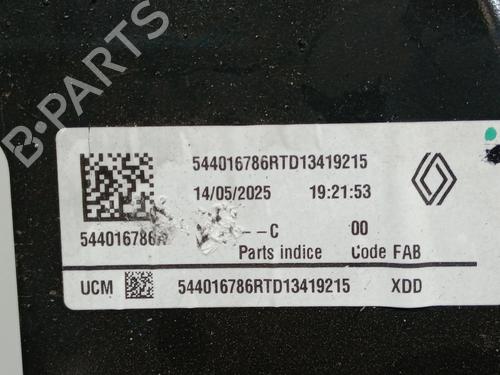 B-PARTS
544016786RTD13419215
14/05/2025 19:21:53
544016786R --C 00
Parts indice Code FAB
UCM 544016786RTD13419215 XDD